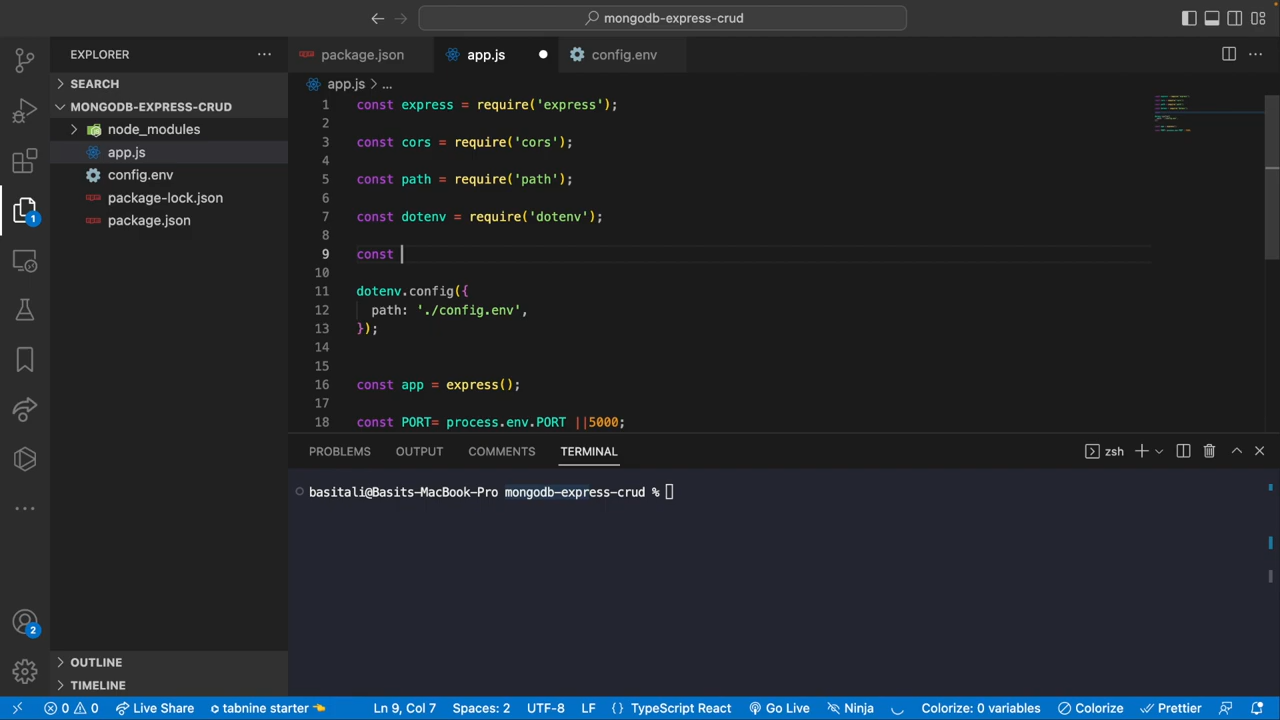 mongodb-express-crud
EXPLORER
package.json
app.js
config.env
SEARCH
MONGODB-EXPRESS-CRUD
node_modules
app.js
config.env
package-lock.json
package.json
app.js > ...
1 const express = require('express');
2
3 const cors = require('cors');
4
5 const path = require('path');
6
7 const dotenv = require('dotenv');
8
9 const
10
11 dotenv.config({
12 path: './config.env',
13 });
14
15
16 const app = express();
17
18 const PORT= process.env.PORT ||5000;
1
2
PROBLEMS OUTPUT COMMENTS TERMINAL
zsh
basitali@Basits-MacBook-Pro mongodb-express-crud %
OUTLINE
TIMELINE
0 0 Live Share tabnine starter Ln 9, Col 7 Spaces: 2 UTF-8 LF {} TypeScript React Go Live Ninja Colorize: 0 variables Colorize Prettier